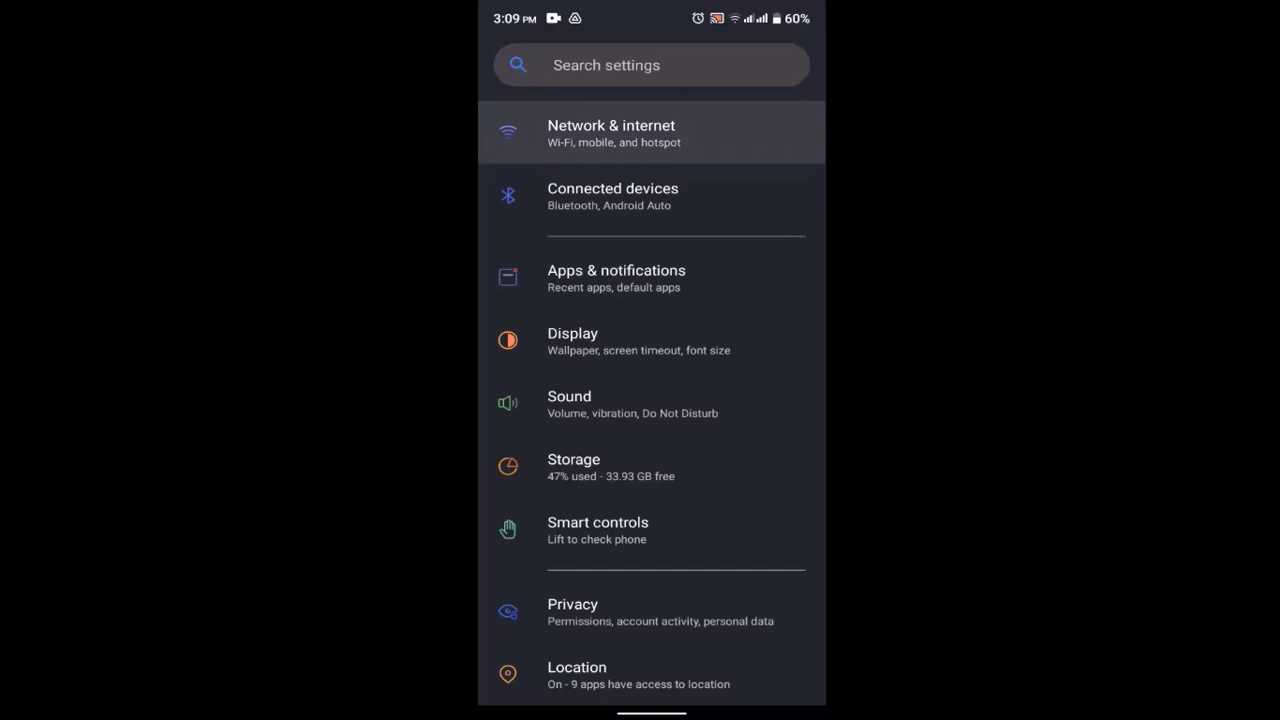 3:09 PM 60%
Search settings
Network & internet
Wi-Fi, mobile, and hotspot
Connected devices
Bluetooth, Android Auto
Apps & notifications
Recent apps, default apps
Display
Wallpaper, screen timeout, font size
Sound
Volume, vibration, Do Not Disturb
Storage
47% used - 33.93 GB free
Smart controls
Lift to check phone
Privacy
Permissions, account activity, personal data
Location
On - 9 apps have access to location